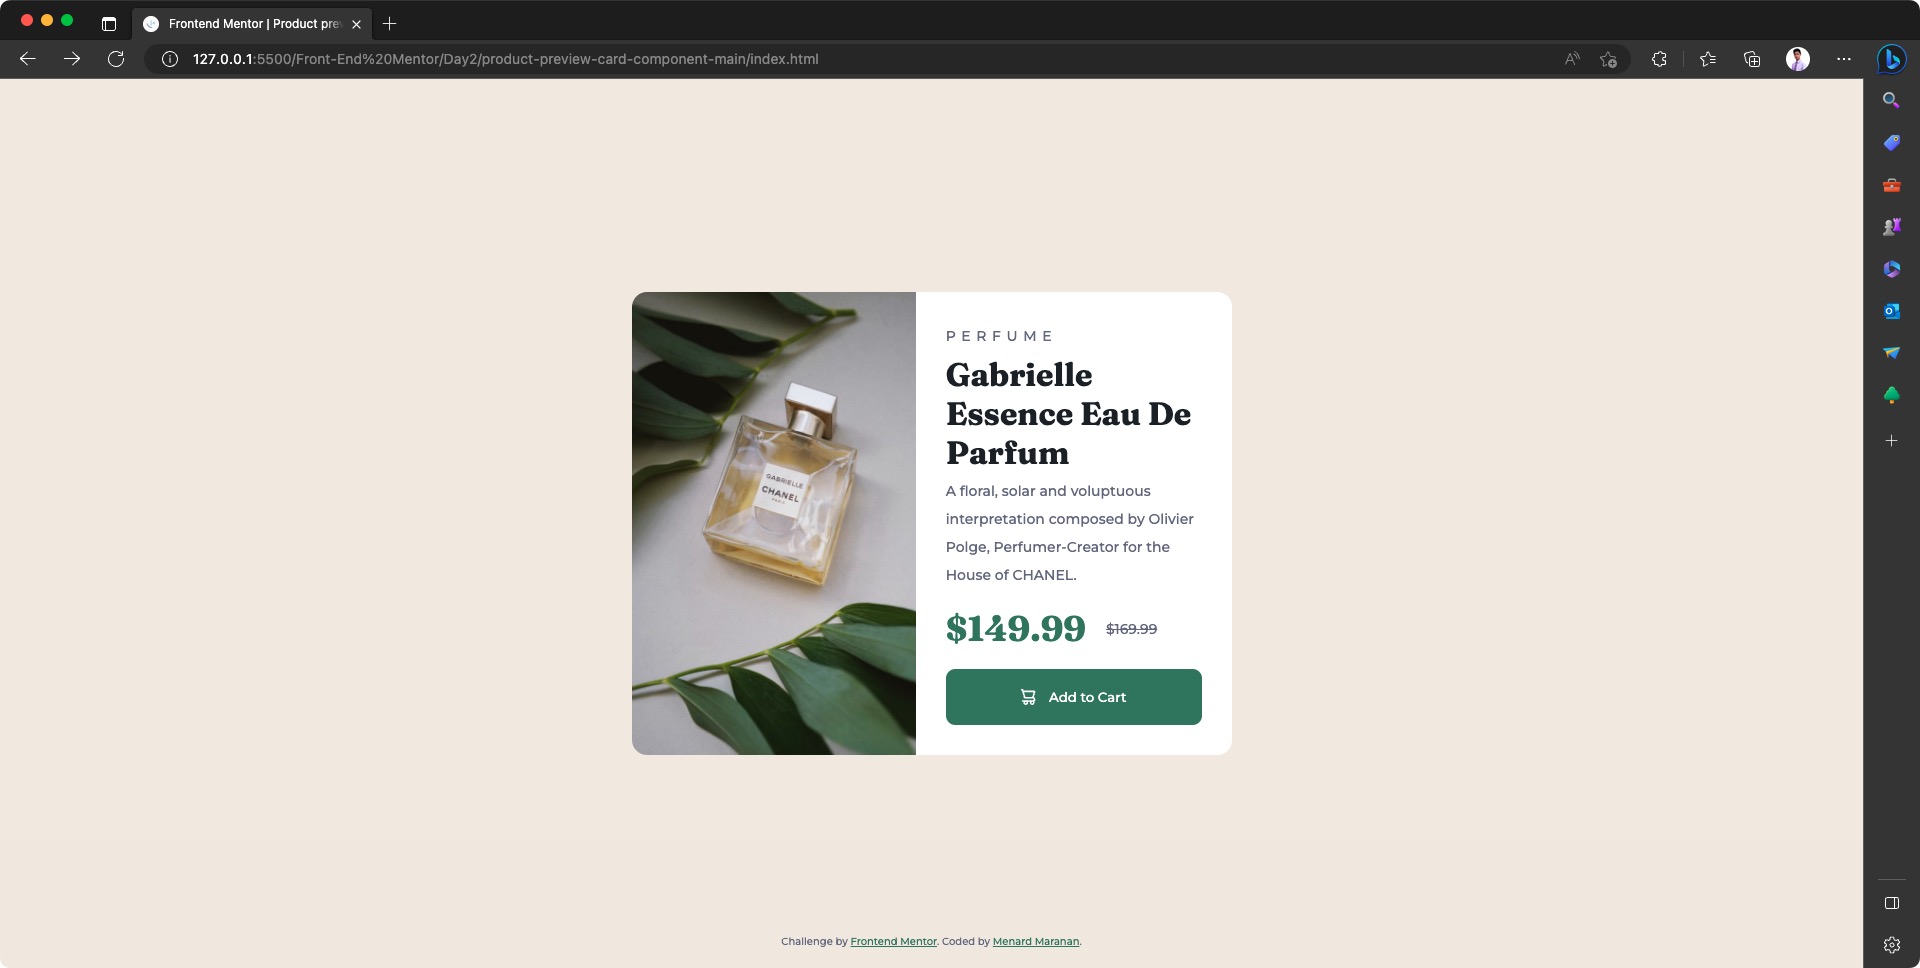 Frontend Mentor | Product pre
127.0.0.1:5500/Front-End%20Mentor/Day2/product-preview-card-component-main/index.html
GABRIELLE
CHANEL
PARIS
PERFUME
Gabrielle
Essence Eau De
Parfum
A floral, solar and voluptuous
interpretation composed by Olivier
Polge, Perfumer-Creator for the
House of CHANEL.
$149.99 $169.99
Add to Cart
Challenge by Frontend Mentor. Coded by Menard Maranan.